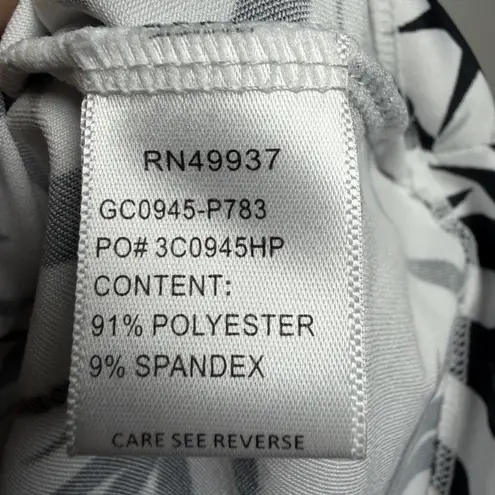 RN49937
GC0945-P783
PO# 3C0945HP
CONTENT:
91% POLYESTER
9% SPANDEX
CARE SEE REVERSE